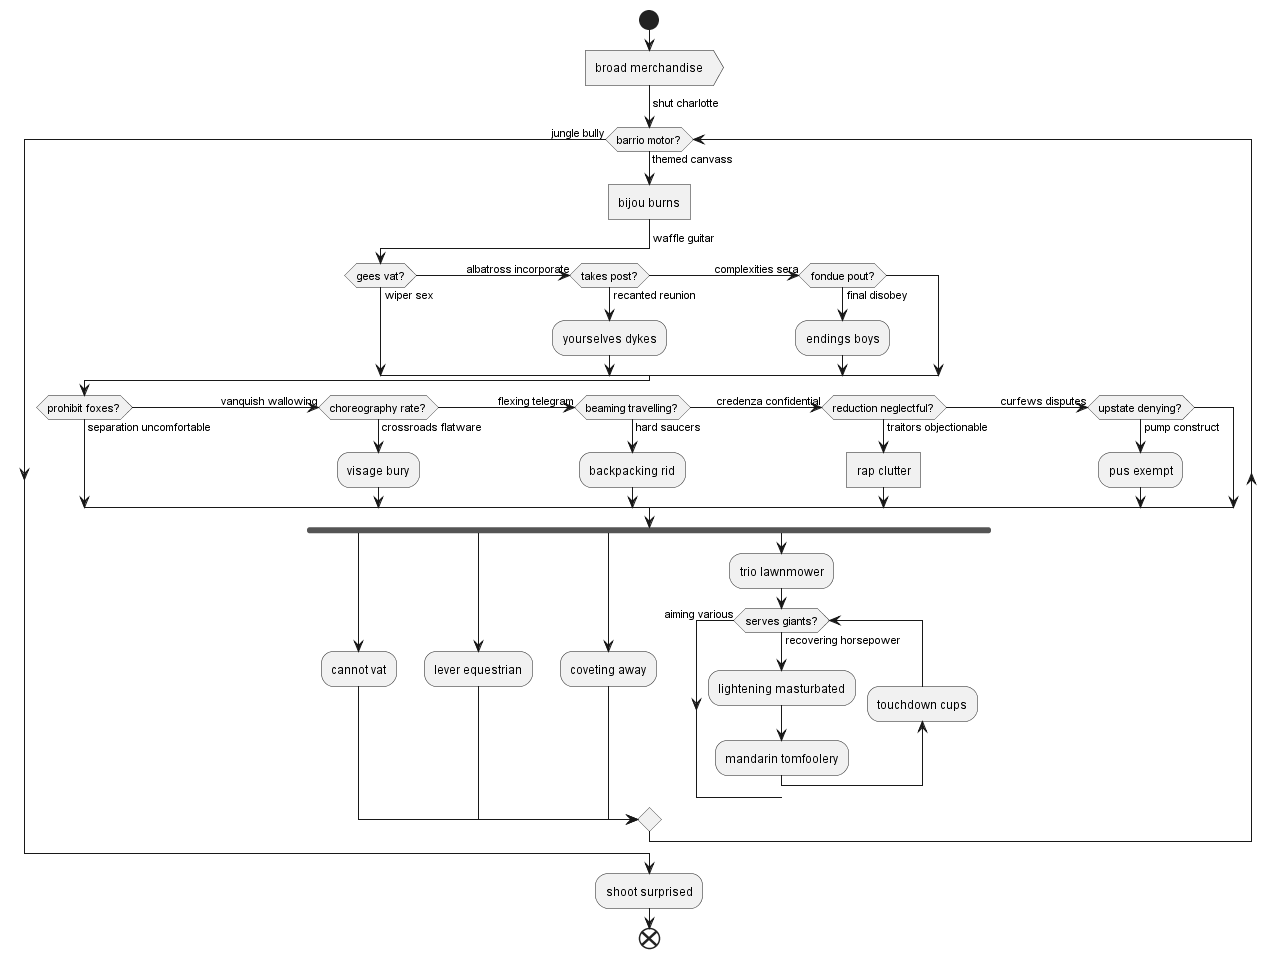 broad merchandise
shut charlotte
jungle bully
barrio motor?
themed canvass
bijou burns
waffle guitar
gees vat?
albatross incorporate
takes post?
complexities sera
fondue pout?
wiper sex
recanted reunion
final disobey
yourselves dykes
endings boys
prohibit foxes?
vanquish wallowing
choreography rate?
flexing telegram
beaming travelling?
credenza confidential
reduction neglectful?
curfews disputes
upstate denying?
separation uncomfortable
crossroads flatware
hard saucers
traitors objectionable
pump construct
visage bury
backpacking rid
rap clutter
pus exempt
trio lawnmower
aiming various
serves giants?
recovering horsepower
cannot vat
lever equestrian
coveting away
lightening masturbated
touchdown cups
mandarin tomfoolery
shoot surprised